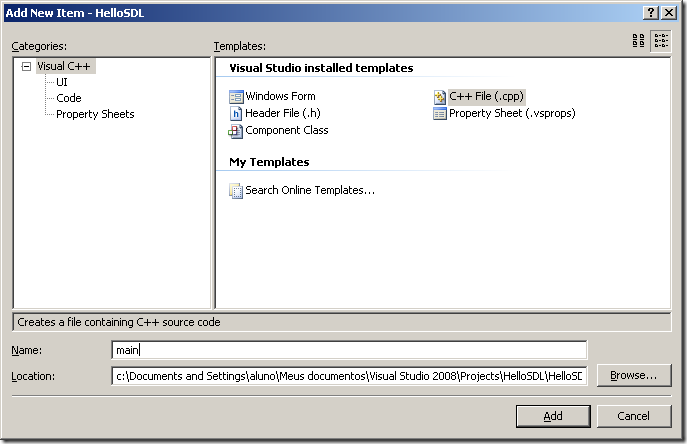 Add New Item - HelloSDL
Categories:
Templates:
Visual C++
UI
Code
Property Sheets
Visual Studio installed templates
Windows Form
C++ File (.cpp)
Header File (.h)
Property Sheet (.vsprops)
Component Class
My Templates
Search Online Templates...
Creates a file containing C++ source code
Name:
main
Location:
c:\Documents and Settings\aluno\Meus documentos\Visual Studio 2008\Projects\HelloSDL\HelloSD
Browse...
Add
Cancel